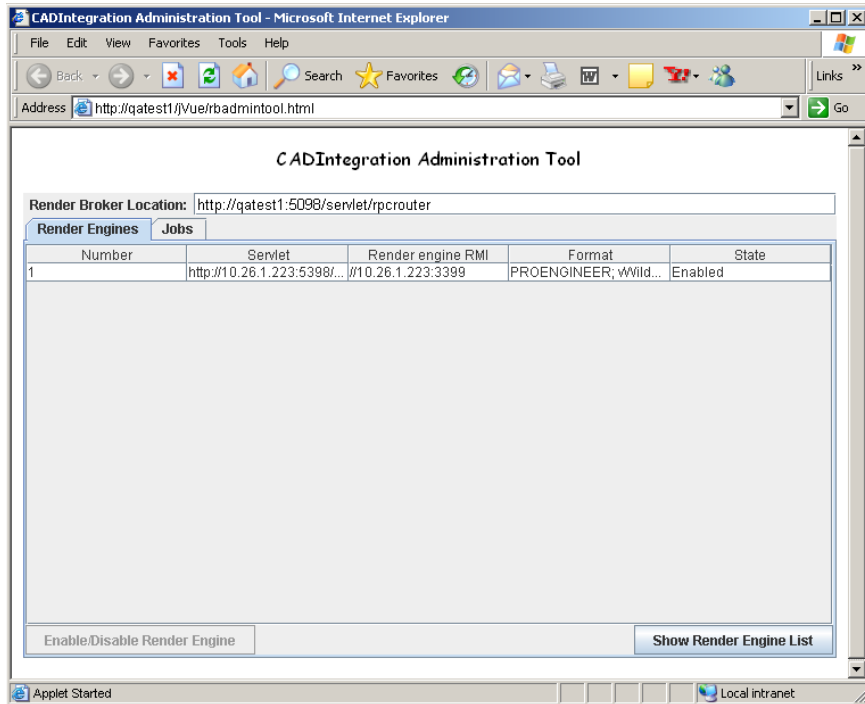 CADIntegration Administration Tool - Microsoft Internet Explorer
File Edit View Favorites Tools Help
Back Search Favorites Links »
Address http://qatest1/jVue/rbadmintool.html Go
CADIntegration Administration Tool
Render Broker Location: http://qatest1:5098/servlet/rpcrouter
Render Engines Jobs
Number Servlet Render engine RMI Format State
1 http://10.26.1.223:5398/... //10.26.1.223:3399 PROENGINEER; wWild... Enabled
Enable/Disable Render Engine Show Render Engine List
Applet Started Local intranet